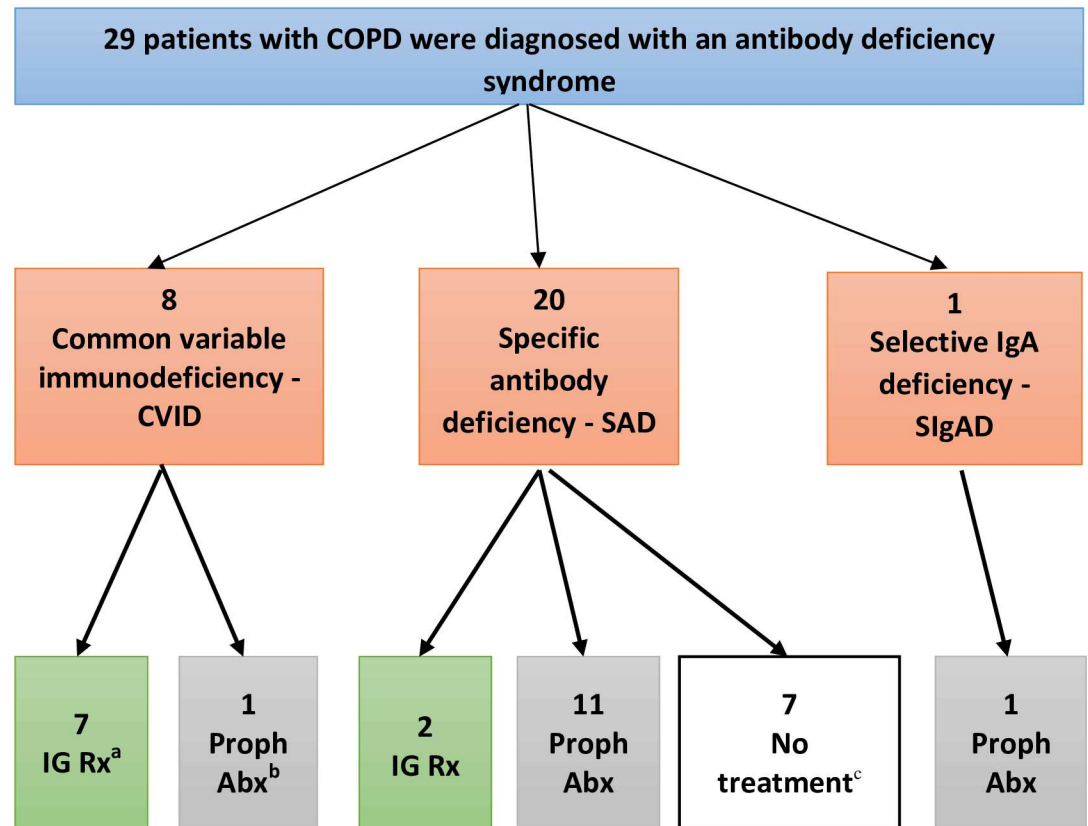 29 patients with COPD were diagnosed with an antibody deficiency
syndrome
8
Common variable
immunodeficiency -
CVID
20
Specific
antibody
deficiency - SAD
1
Selective IgA
deficiency -
SIgAD
7
IG Rxᵃ
1
Proph
Abxᵇ
2
IG Rx
11
Proph
Abx
7
No
treatmentᶜ
1
Proph
Abx